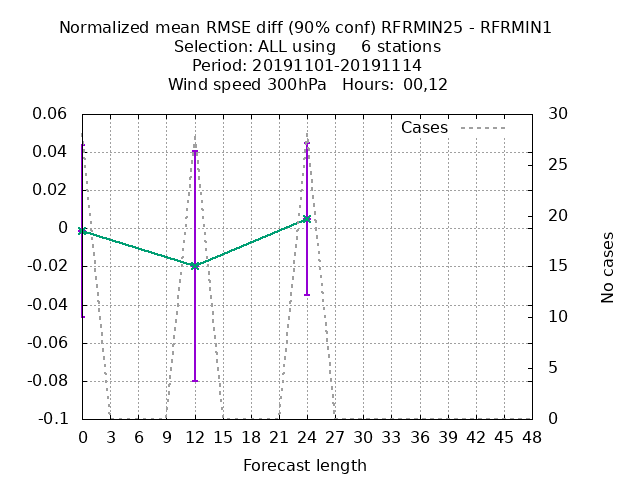 Normalized mean RMSE diff (90% conf) RFRMIN25 - RFRMIN1
Selection: ALL using     6 stations
Period: 20191101-20191114
Wind speed 300hPa   Hours: 00,12
Cases
0.06
0.04
0.02
0
-0.02
-0.04
-0.06
-0.08
-0.1
30
25
20
15
10
5
0
No cases
0 3 6 9 12 15 18 21 24 27 30 33 36 39 42 45 48
Forecast length